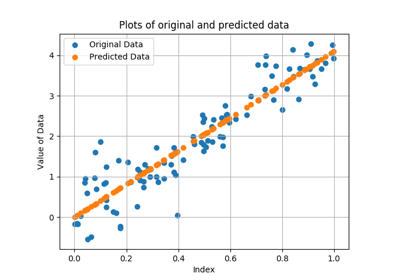 Plots of original and predicted data
Original Data
Predicted Data
4
3
2
1
0
Value of Data
0.0 0.2 0.4 0.6 0.8 1.0
Index